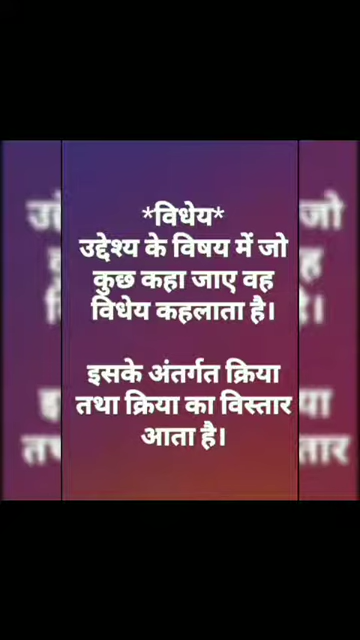 *विधेय*
उद्देश्य के विषय में जो
कुछ कहा जाए वह
विधेय कहलाता है।
इसके अंतर्गत क्रिया
तथा क्रिया का विस्तार
आता है।